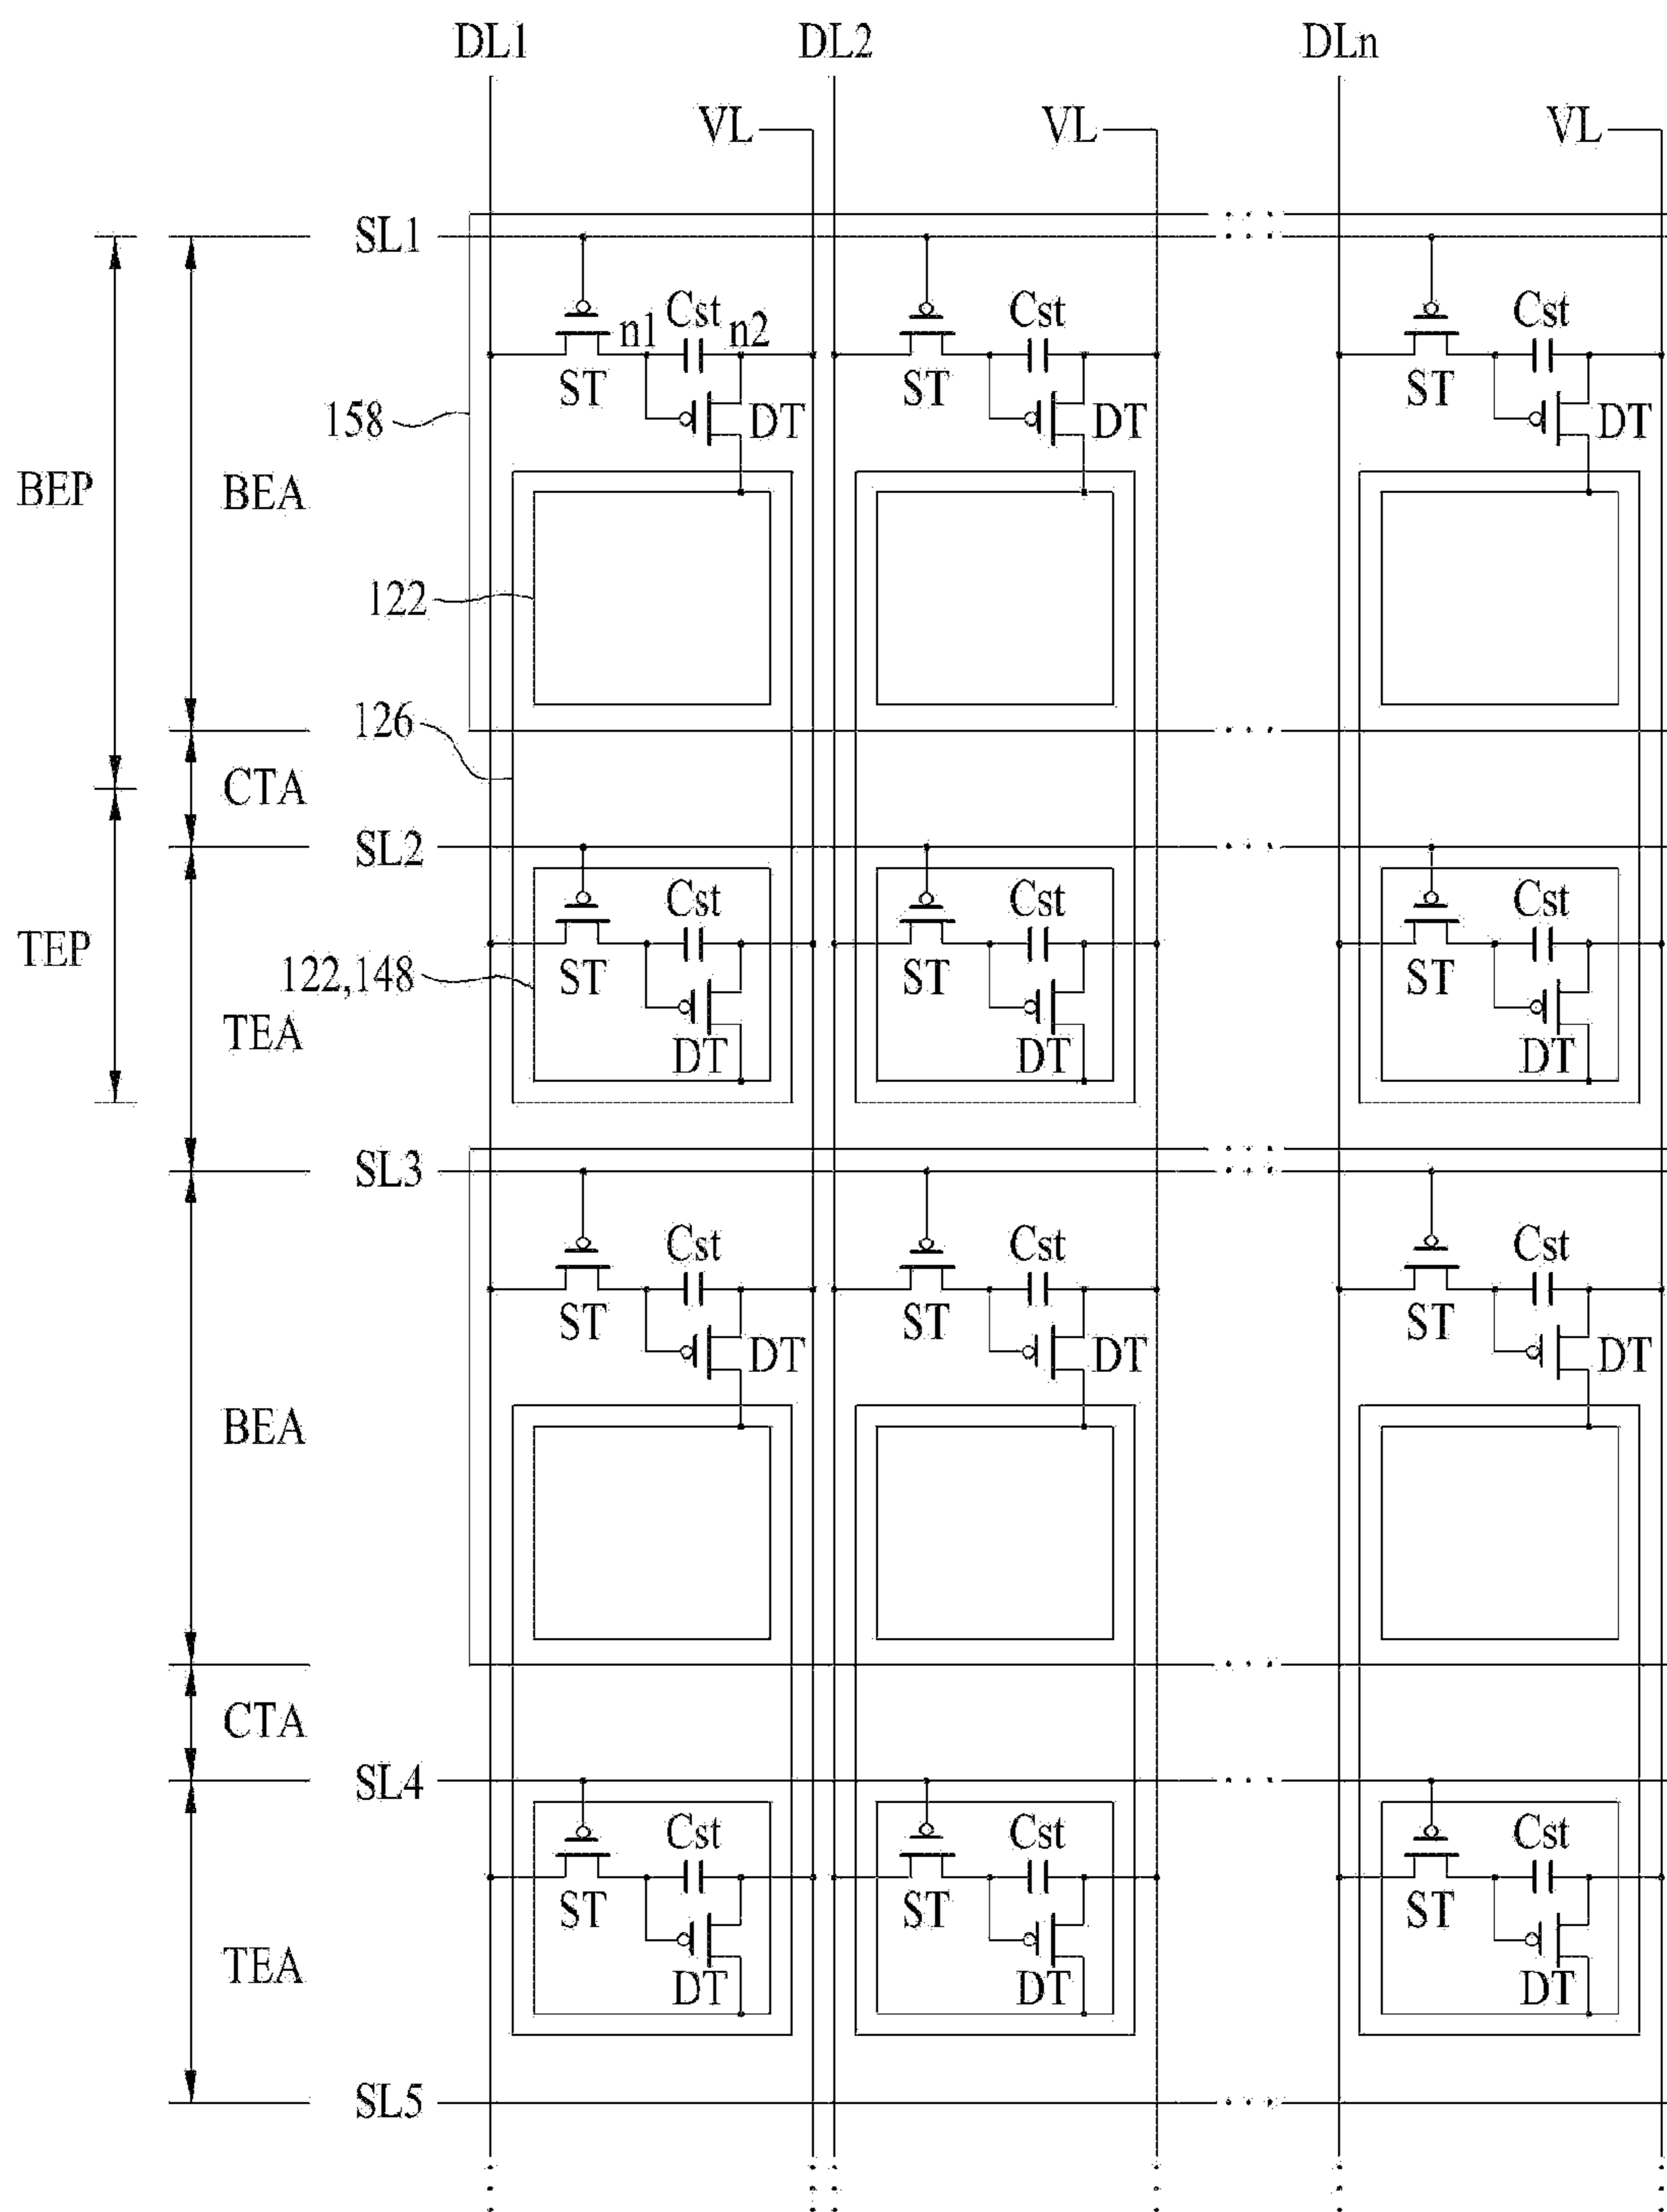 DL1 DL2 DLn
VL VL VL
SL1
Cst Cst Cst
n1 n2
ST ST ST
158 DT DT DT
BEP BEA
122
126
CTA
SL2
Cst Cst Cst
TEP
122,148 ST ST ST
TEA
DT DT DT
SL3
Cst Cst Cst
ST ST ST
DT DT DT
BEA
CTA
SL4
Cst Cst Cst
ST ST ST
TEA
DT DT DT
SL5